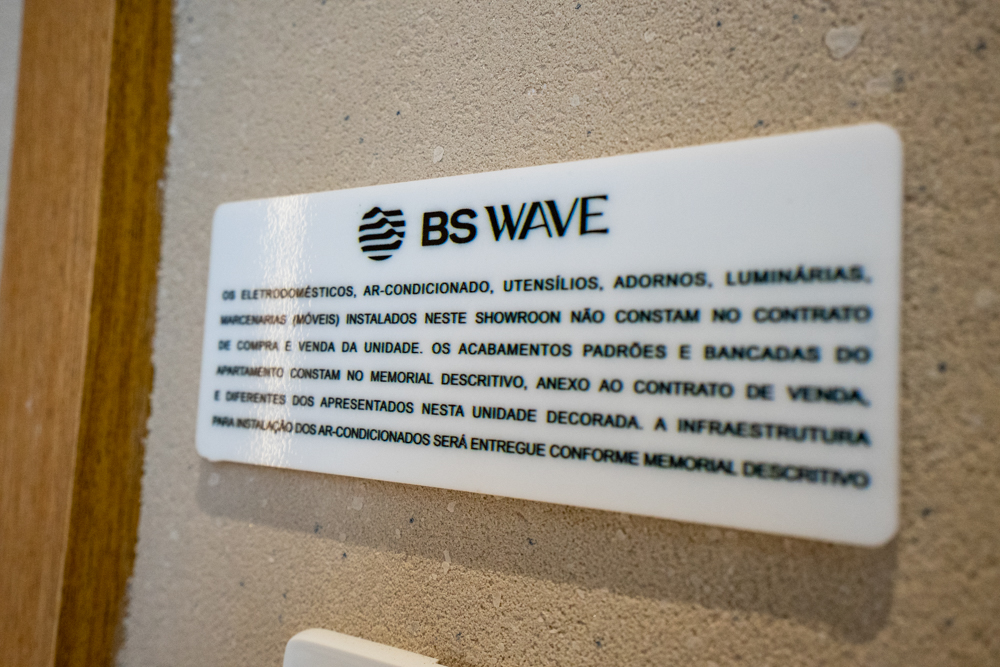 BS WAVE
OS ELETRODOMÉSTICOS, AR-CONDICIONADO, UTENSÍLIOS, ADORNOS, LUMINÁRIAS,
MARCENARIAS (MÓVEIS) INSTALADOS NESTE SHOWROON NÃO CONSTAM NO CONTRATO
DE COMPRA E VENDA DA UNIDADE. OS ACABAMENTOS PADRÕES E BANCADAS DO
APARTAMENTO CONSTAM NO MEMORIAL DESCRITIVO, ANEXO AO CONTRATO DE VENDA,
E DIFERENTES DOS APRESENTADOS NESTA UNIDADE DECORADA. A INFRAESTRUTURA
PARA INSTALAÇÃO DOS AR-CONDICIONADOS SERÁ ENTREGUE CONFORME MEMORIAL DESCRITIVO